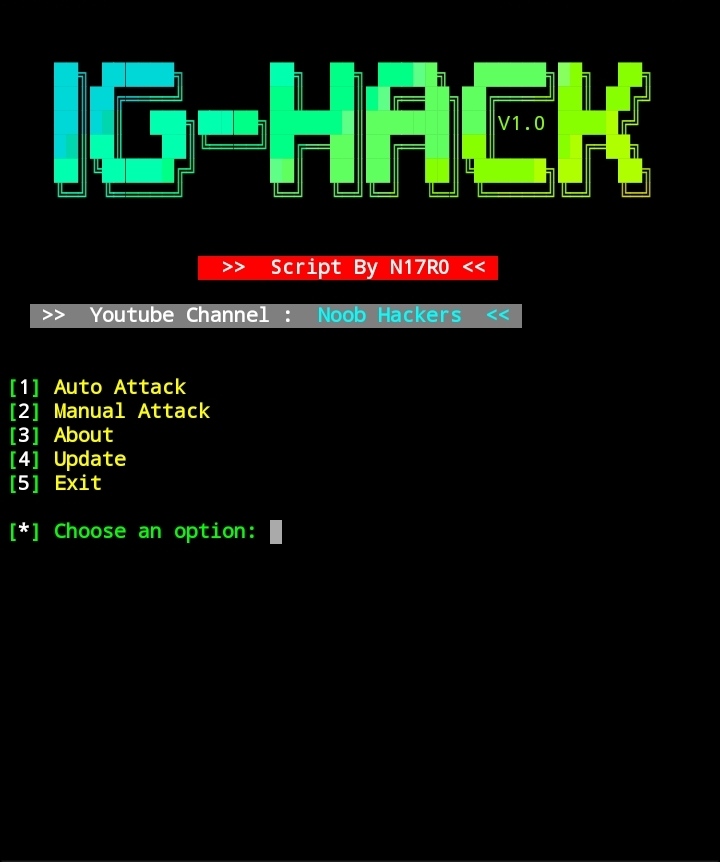 IG-HACK
V1.0
>> Script By N17R0 <<
>> Youtube Channel : Noob Hackers <<
[1] Auto Attack
[2] Manual Attack
[3] About
[4] Update
[5] Exit
[*] Choose an option: